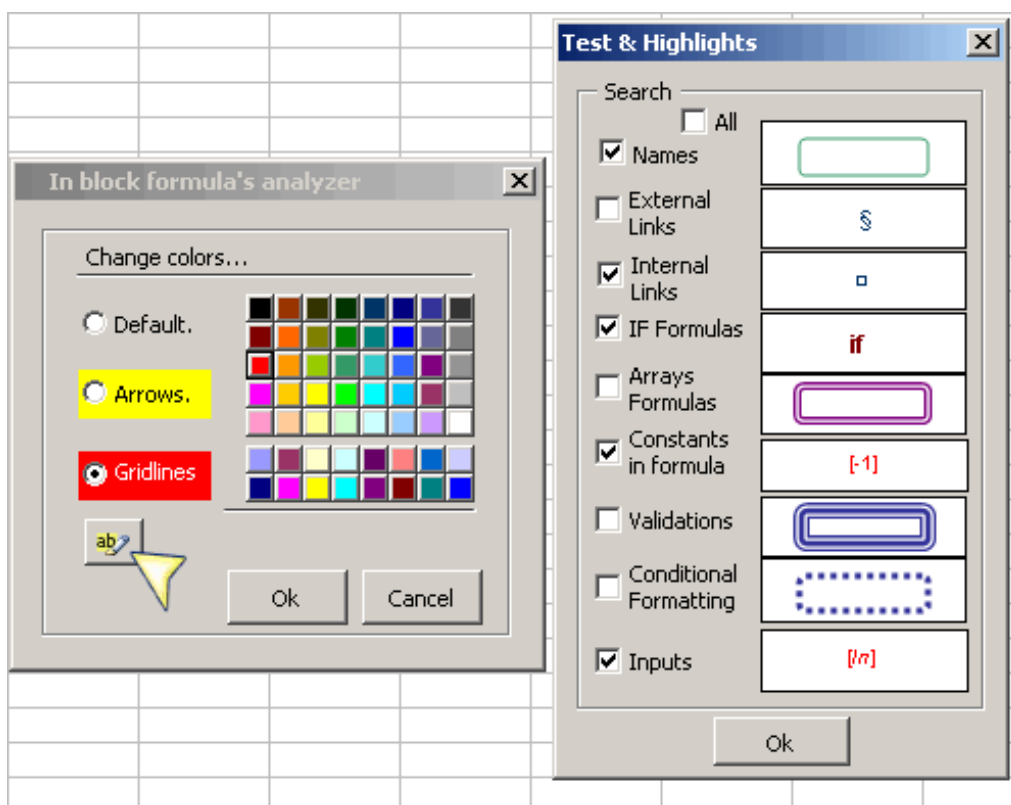 In block formula's analyzer
Change colors...
Default.
Arrows.
Gridlines
ab
Ok
Cancel
Test & Highlights
Search
All
Names
External
Links
§
Internal
Links
IF Formulas
if
Arrays
Formulas
Constants
in formula
[-1]
Validations
Conditional
Formatting
Inputs
[In]
Ok